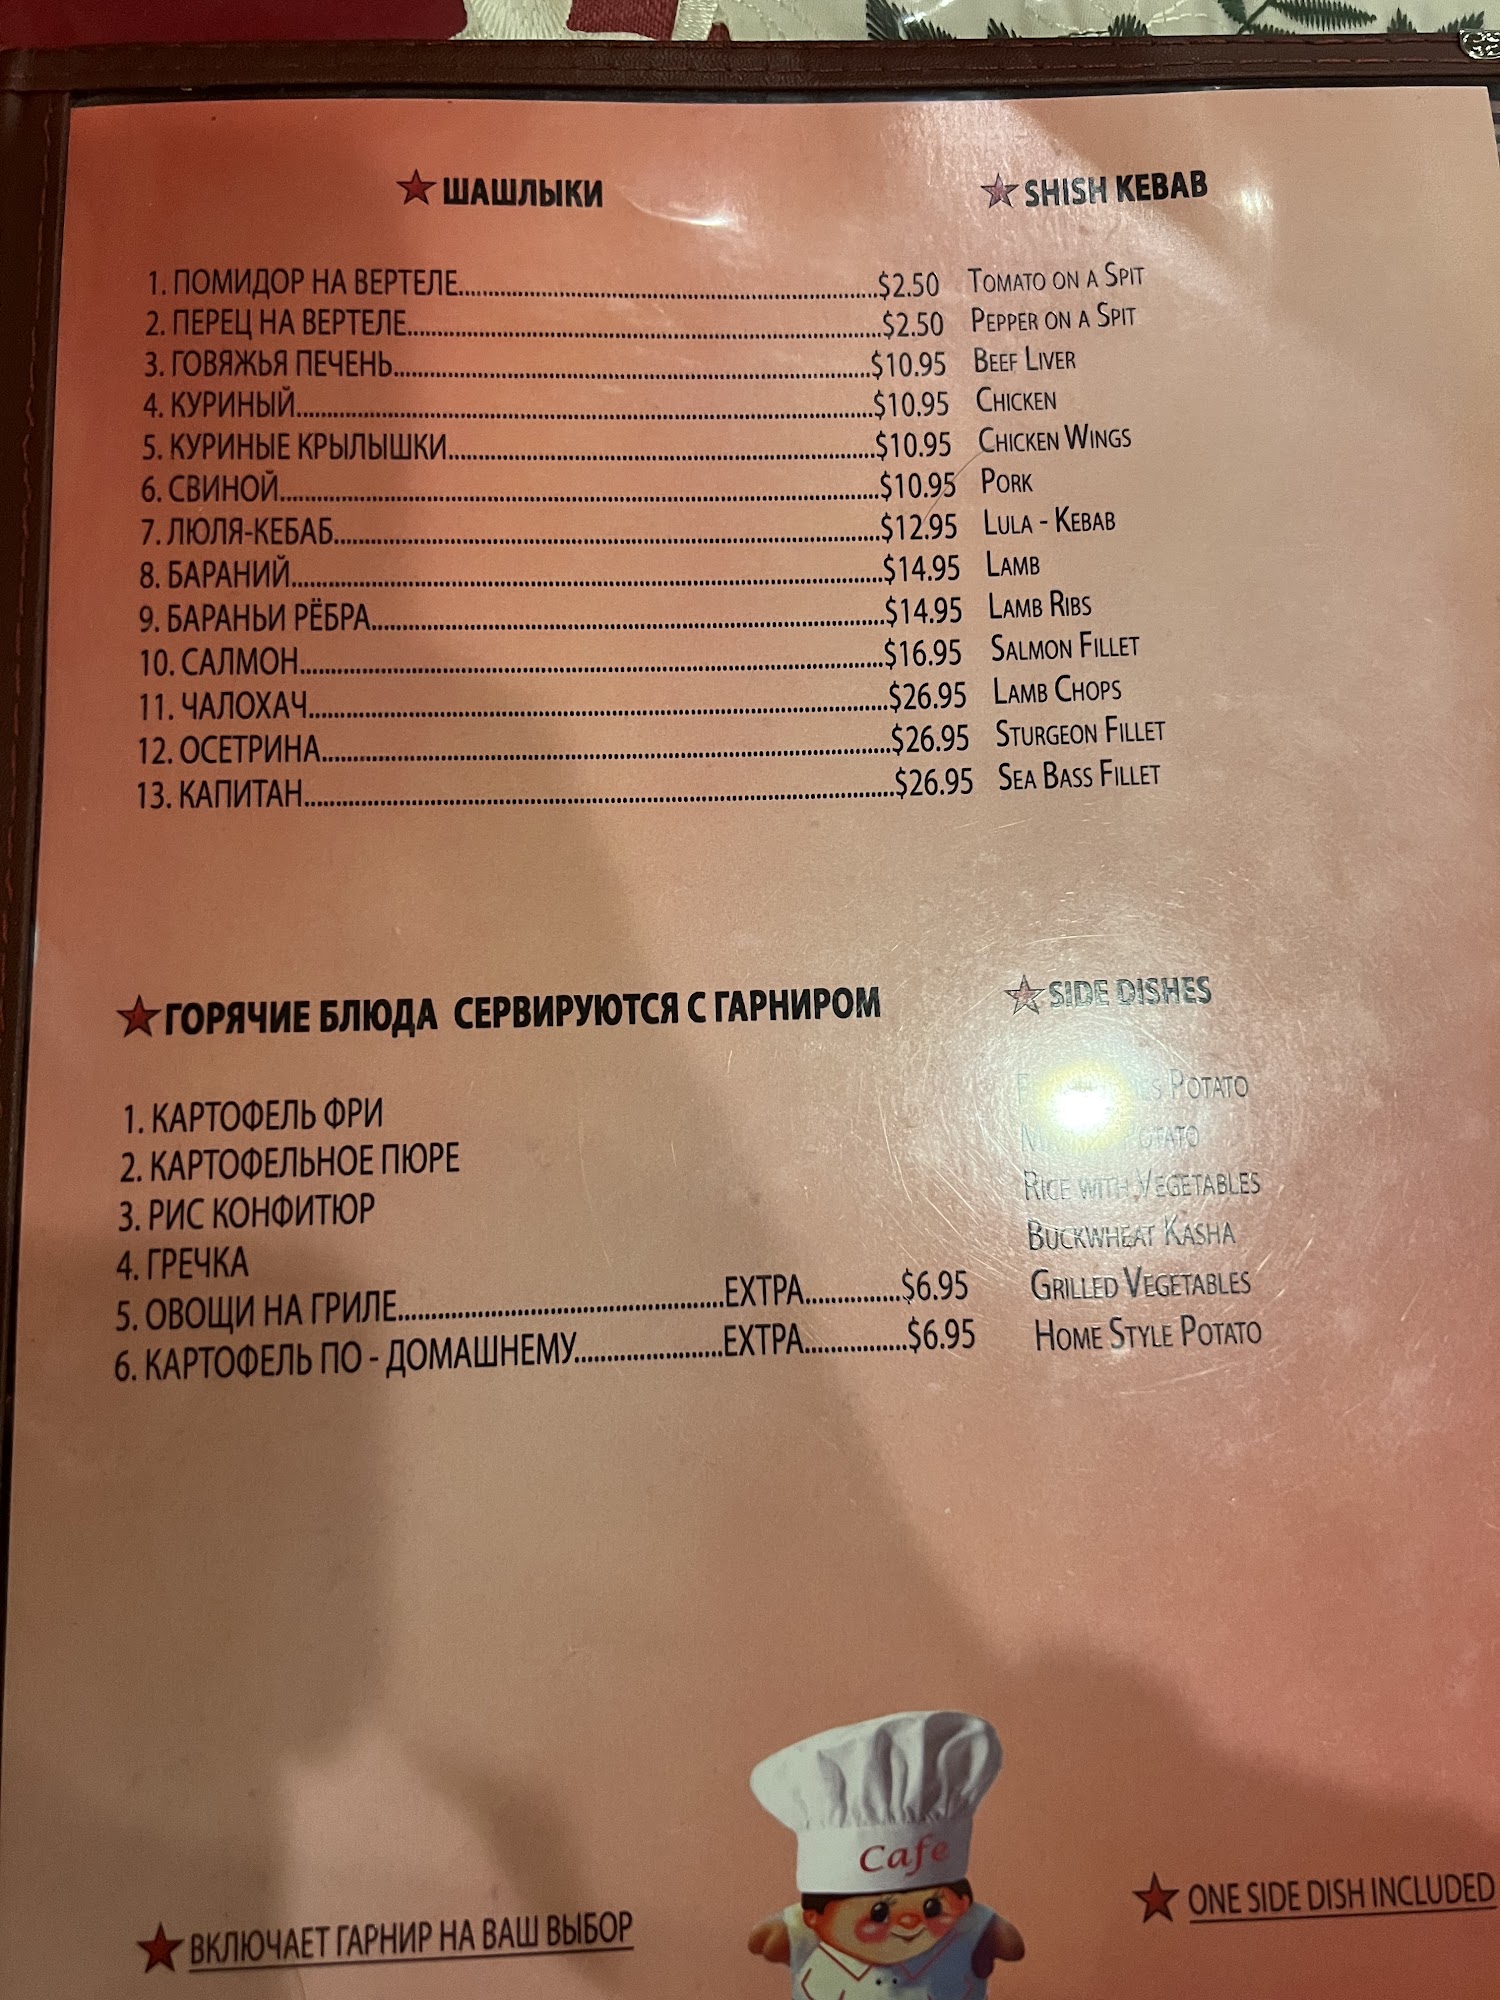 ★ ШАШЛЫКИ ★ SHISH KEBAB
1. ПОМИДОР НА ВЕРТЕЛЕ...$2.50 TOMATO ON A SPIT
2. ПЕРЕЦ НА ВЕРТЕЛЕ...$2.50 PEPPER ON A SPIT
3. ГОВЯЖЬЯ ПЕЧЕНЬ...$10.95 BEEF LIVER
4. КУРИНЫЙ...$10.95 CHICKEN
5. КУРИНЫЕ КРЫЛЫШКИ...$10.95 CHICKEN WINGS
6. СВИНОЙ...$10.95 PORK
7. ЛЮЛЯ-КЕБАБ...$12.95 LULA - KEBAB
8. БАРАНИЙ...$14.95 LAMB
9. БАРАНЬИ РЁБРА...$14.95 LAMB RIBS
10. САЛМОН...$16.95 SALMON FILLET
11. ЧАЛОХАЧ...$26.95 LAMB CHOPS
12. ОСЕТРИНА...$26.95 STURGEON FILLET
13. КАПИТАН...$26.95 SEA BASS FILLET
★ ГОРЯЧИЕ БЛЮДА СЕРВИРУЮТСЯ С ГАРНИРОМ ★ SIDE DISHES
1. КАРТОФЕЛЬ ФРИ POTATO
2. КАРТОФЕЛЬНОЕ ПЮРЕ POTATO
3. РИС КОНФИТЮР RICE WITH VEGETABLES
4. ГРЕЧКА BUCKWHEAT KASHA
5. ОВОЩИ НА ГРИЛЕ...EXTRA...$6.95 GRILLED VEGETABLES
6. КАРТОФЕЛЬ ПО - ДОМАШНЕМУ...EXTRA...$6.95 HOME STYLE POTATO
Cafe
★ ВКЛЮЧАЕТ ГАРНИР НА ВАШ ВЫБОР ★ ONE SIDE DISH INCLUDED